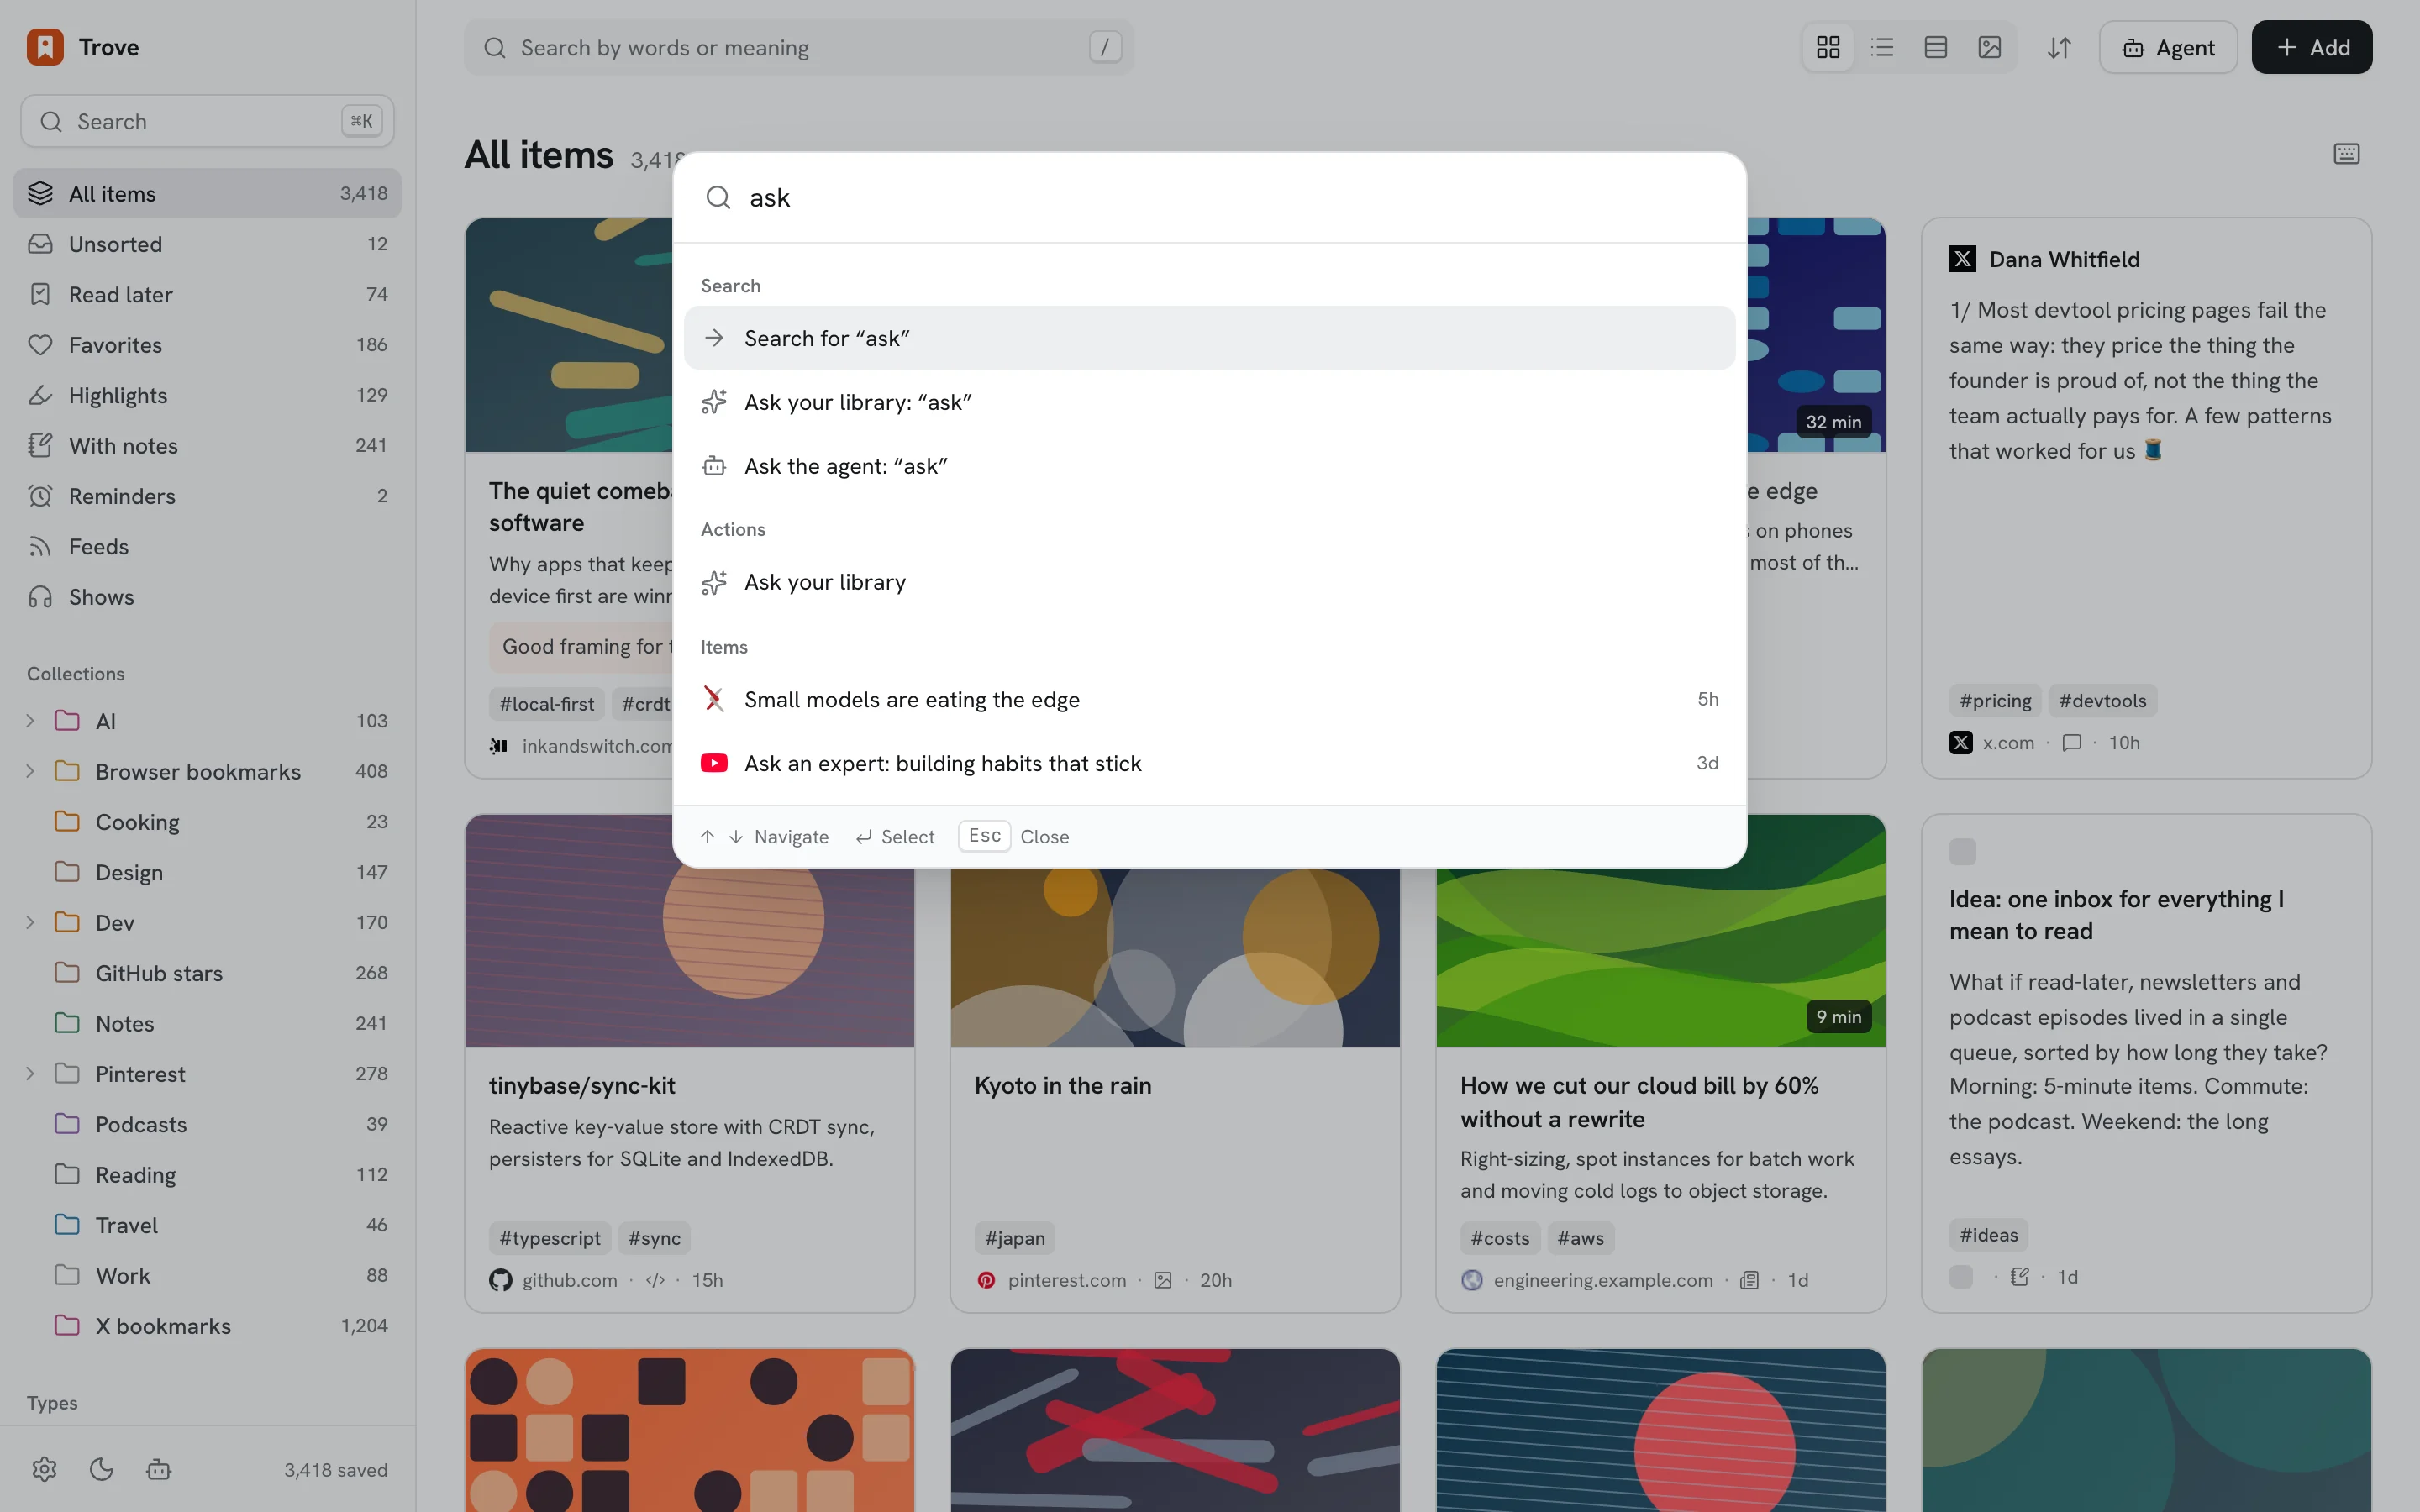 Trove
Search
⌘K
All items 3,418
Unsorted 12
Read later 74
Favorites 186
Highlights 129
With notes 241
Reminders 2
Feeds
Shows
Collections
AI 103
Browser bookmarks 408
Cooking 23
Design 147
Dev 170
GitHub stars 268
Notes 241
Pinterest 278
Podcasts 39
Reading 112
Travel 46
Work 88
X bookmarks 1,204
Types
3,418 saved
Search by words or meaning /
Agent
+ Add
All items 3,418
ask
Search
Search for “ask”
Ask your library: “ask”
Ask the agent: “ask”
Actions
Ask your library
Items
Small models are eating the edge 5h
Ask an expert: building habits that stick 3d
↑ ↓ Navigate ↵ Select Esc Close
The quiet
software
Why apps that keep
device first are
Good framing for
#local-first #crdt
inkandswitch.com
32 min
edge
on phones
most of th...
Dana Whitfield
1/ Most devtool pricing pages fail the
same way: they price the thing the
founder is proud of, not the thing the
team actually pays for. A few patterns
that worked for us 🧵
#pricing #devtools
x.com · · 10h
tinybase/sync-kit
Reactive key-value store with CRDT sync,
persisters for SQLite and IndexedDB.
#typescript #sync
github.com · </> · 15h
Kyoto in the rain
#japan
pinterest.com · · 20h
9 min
How we cut our cloud bill by 60%
without a rewrite
Right-sizing, spot instances for batch work
and moving cold logs to object storage.
#costs #aws
engineering.example.com · · 1d
Idea: one inbox for everything I
mean to read
What if read-later, newsletters and
podcast episodes lived in a single
queue, sorted by how long they take?
Morning: 5-minute items. Commute:
the podcast. Weekend: the long
essays.
#ideas
· · 1d